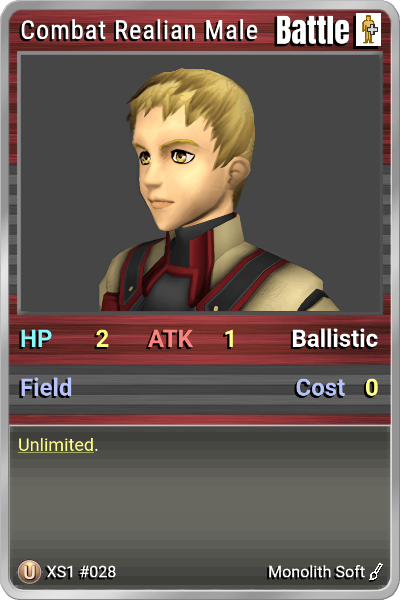 Combat Realian Male Battle
HP 2 ATK 1 Ballistic
Field Cost 0
Unlimited.
U XS1 #028 Monolith Soft